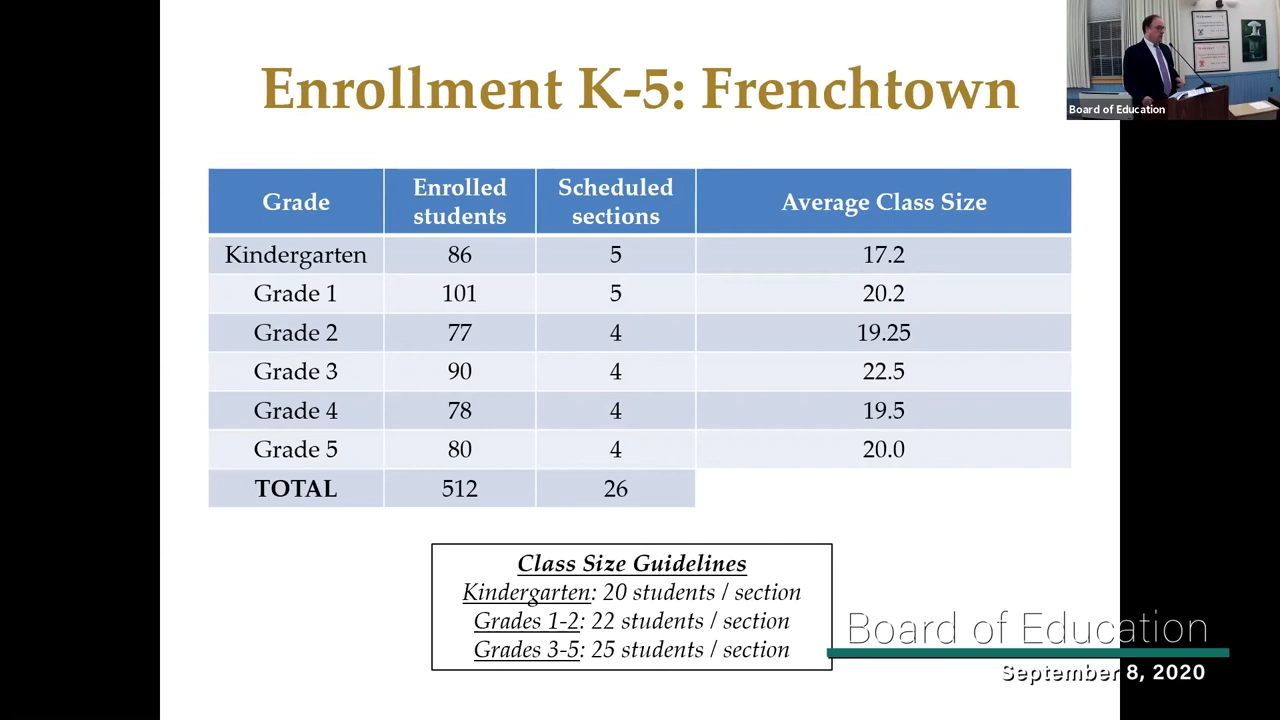 Enrollment K-5: Frenchtown
Board of Education
Grade Enrolled students Scheduled sections Average Class Size
Kindergarten 86 5 17.2
Grade 1 101 5 20.2
Grade 2 77 4 19.25
Grade 3 90 4 22.5
Grade 4 78 4 19.5
Grade 5 80 4 20.0
TOTAL 512 26
Class Size Guidelines
Kindergarten: 20 students / section
Grades 1-2: 22 students / section
Grades 3-5: 25 students / section
Board of Education
September 8, 2020